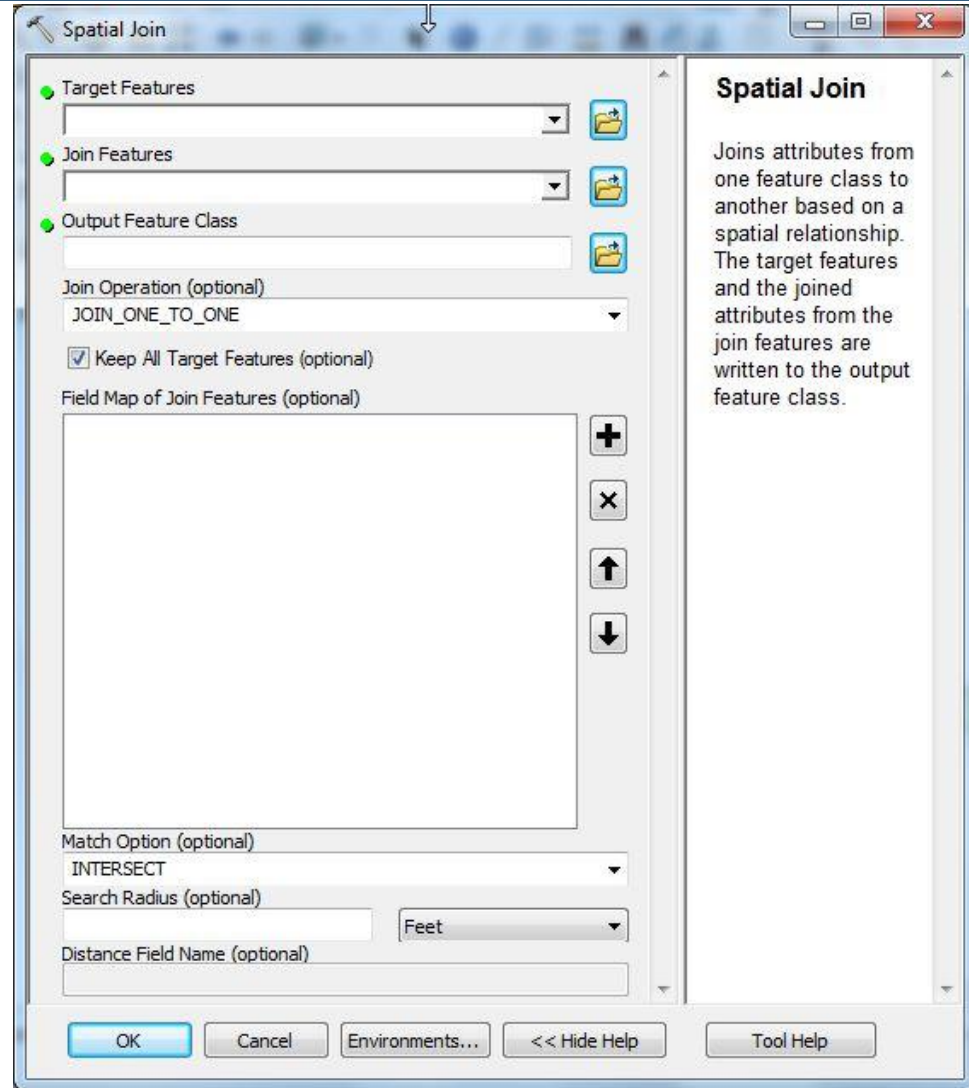 Spatial Join
Target Features
Join Features
Output Feature Class
Join Operation (optional)
JOIN_ONE_TO_ONE
Keep All Target Features (optional)
Field Map of Join Features (optional)
Match Option (optional)
INTERSECT
Search Radius (optional)
Feet
Distance Field Name (optional)
OK
Cancel
Environments...
<< Hide Help
Spatial Join
Joins attributes from
one feature class to
another based on a
spatial relationship.
The target features
and the joined
attributes from the
join features are
written to the output
feature class.
Tool Help